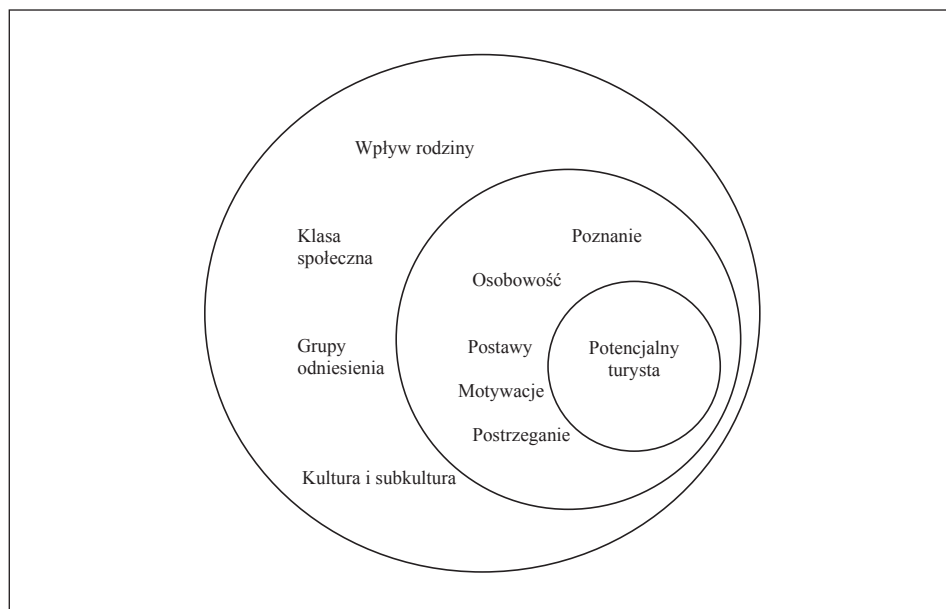 Wpływ rodziny
Klasa
społeczna
Poznanie
Osobowość
Grupy
odniesienia
Postawy
Potencjalny
turysta
Motywacje
Postrzeganie
Kultura i subkultura